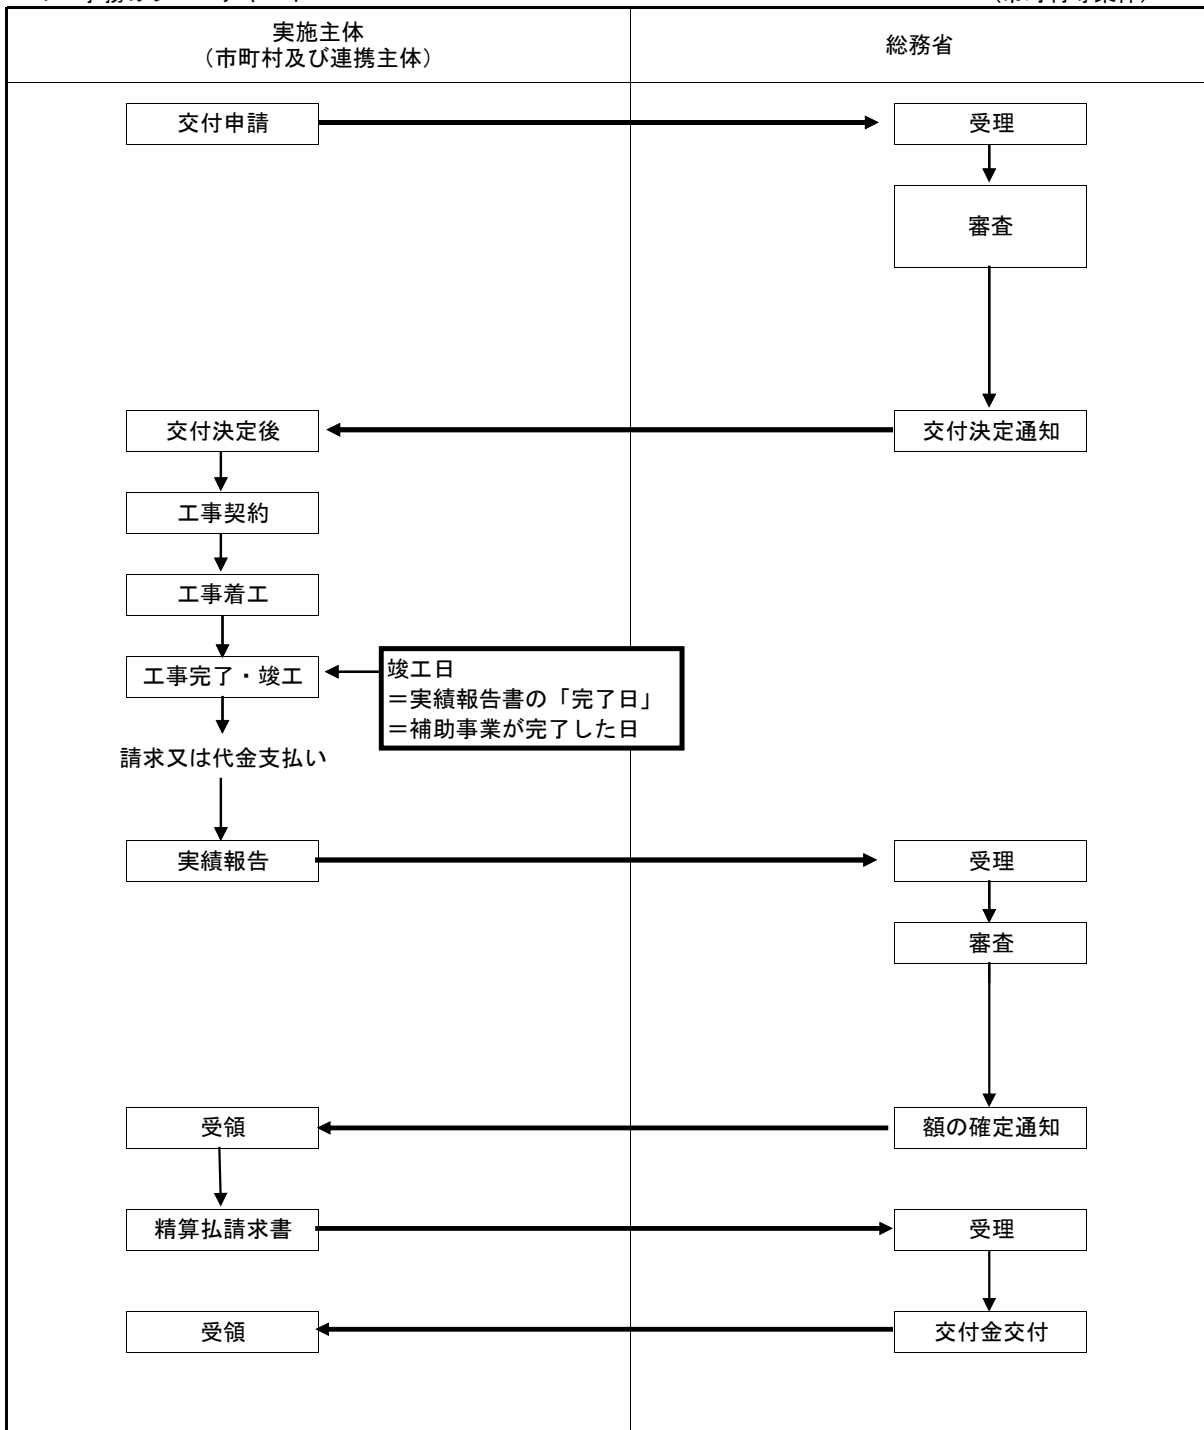 実施主体
（市町村及び連携主体）
総務省
交付申請
受理
審査
交付決定後
交付決定通知
工事契約
工事着工
工事完了・竣工
竣工日
＝実績報告書の「完了日」
＝補助事業が完了した日
請求又は代金支払い
実績報告
受理
審査
受領
額の確定通知
精算払請求書
受理
受領
交付金交付